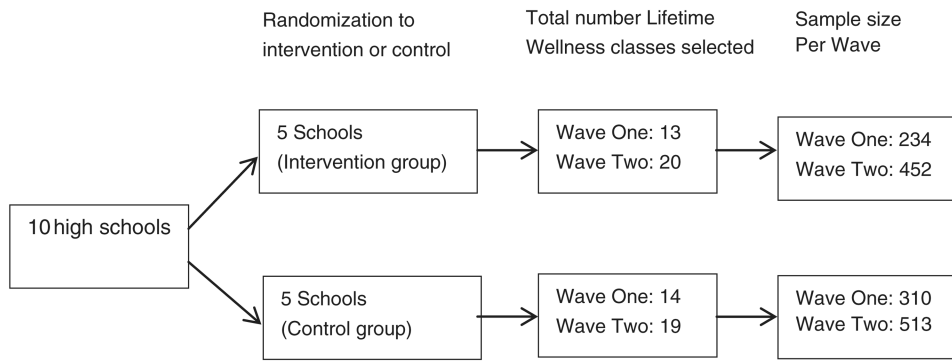 Randomization to
intervention or control
Total number Lifetime
Wellness classes selected
Sample size
Per Wave
10 high schools
5 Schools
(Intervention group)
Wave One: 13
Wave Two: 20
Wave One: 234
Wave Two: 452
5 Schools
(Control group)
Wave One: 14
Wave Two: 19
Wave One: 310
Wave Two: 513